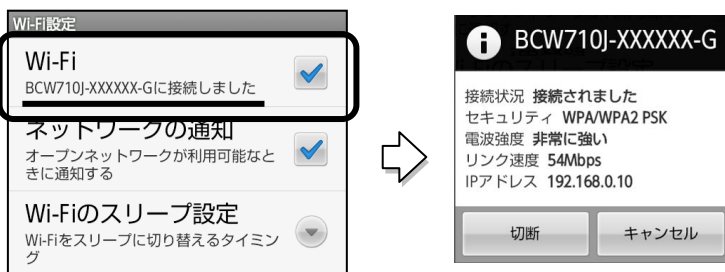 Wi-Fi設定
Wi-Fi
BCW710J-XXXXXX-Gに接続しました
ネットワークの通知
オープンネットワークが利用可能なと
きに通知する
Wi-Fiのスリープ設定
Wi-Fiをスリープに切り替えるタイミン
グ
BCW710J-XXXXXX-G
接続状況 接続されました
セキュリティ WPA/WPA2 PSK
電波強度 非常に強い
リンク速度 54Mbps
IPアドレス 192.168.0.10
切断
キャンセル